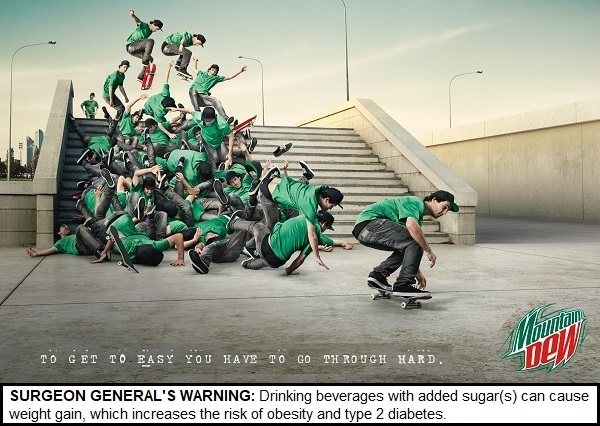 TO GET TO EASY YOU HAVE TO GO THROUGH HARD.
Mountain
DEW
SURGEON GENERAL'S WARNING: Drinking beverages with added sugar(s) can cause
weight gain, which increases the risk of obesity and type 2 diabetes.